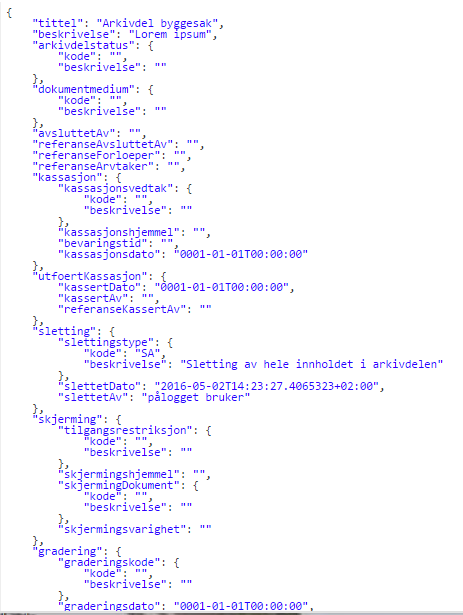 {
    "tittel": "Arkivdel byggesak",
    "beskrivelse": "Lorem ipsum",
    "arkivdelstatus": {
        "kode": "",
        "beskrivelse": ""
    },
    "dokumentmedium": {
        "kode": "",
        "beskrivelse": ""
    },
    "avsluttetAv": "",
    "referanseAvsluttetAv": "",
    "referanseForloeper": "",
    "referanseArvtaker": "",
    "kassasjon": {
        "kassasjonsvedtak": {
            "kode": "",
            "beskrivelse": ""
        },
        "kassasjonshjemmel": "",
        "bevaringstid": "",
        "kassasjonsdato": "0001-01-01T00:00:00"
    },
    "utfoertKassasjon": {
        "kassertDato": "0001-01-01T00:00:00",
        "kassertAv": "",
        "referanseKassertAv": ""
    },
    "sletting": {
        "slettingstype": {
            "kode": "SA",
            "beskrivelse": "Sletting av hele innholdet i arkivdelen"
        },
        "slettetDato": "2016-05-02T14:23:27.4065323+02:00",
        "slettetAv": "pålogget bruker"
    },
    "skjerming": {
        "tilgangsrestriksjon": {
            "kode": "",
            "beskrivelse": ""
        },
        "skjermingshjemmel": "",
        "skjermingDokument": {
            "kode": "",
            "beskrivelse": ""
        },
        "skjermingsvarighet": ""
    },
    "gradering": {
        "graderingskode": {
            "kode": "",
            "beskrivelse": ""
        },
        "graderingsdato": "0001-01-01T00:00:00",